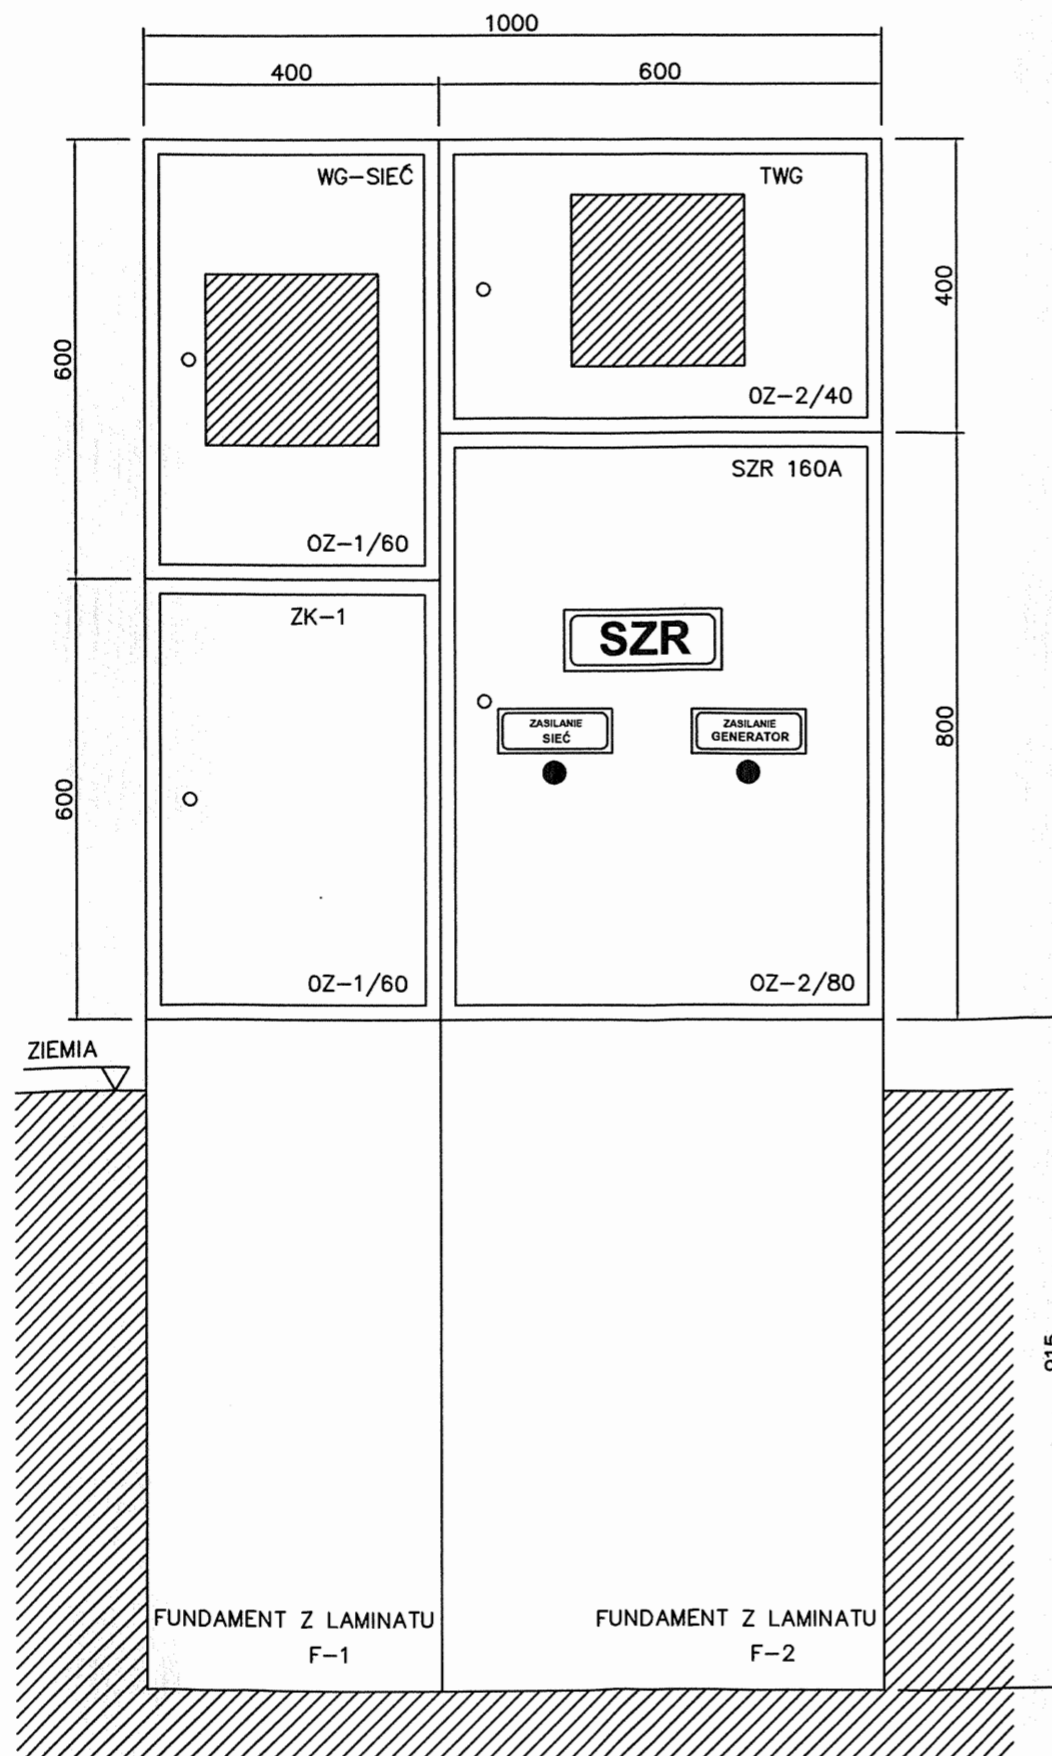 1000
400
600
WG-SIEĆ
TWG
600
400
OZ-2/40
SZR 160A
OZ-1/60
ZK-1
SZR
ZASILANIE
SIEĆ
ZASILANIE
GENERATOR
800
600
OZ-1/60
OZ-2/80
ZIEMIA
915
FUNDAMENT Z LAMINATU
F-1
FUNDAMENT Z LAMINATU
F-2